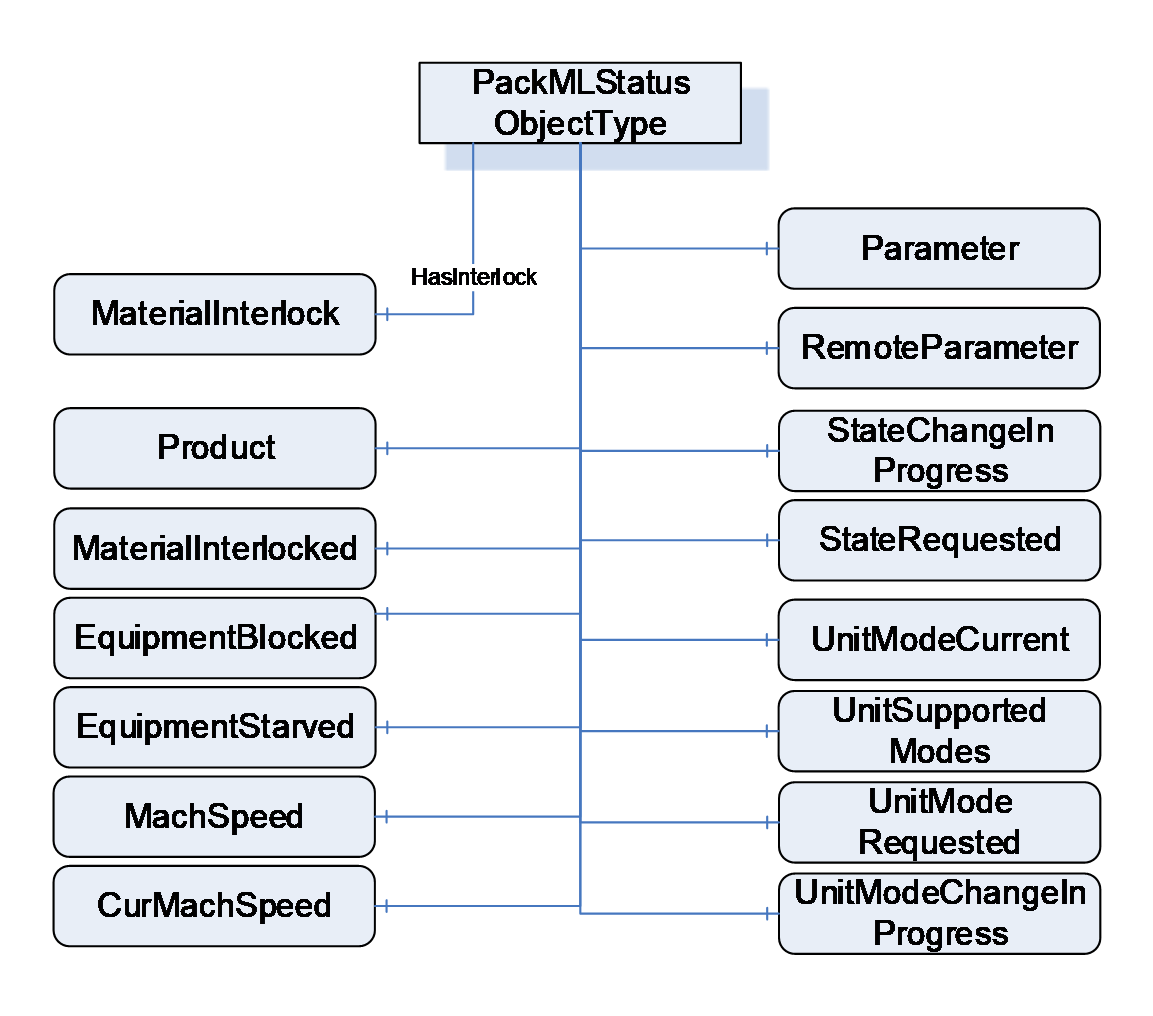 PackMLStatus
ObjectType
HasInterlock
MaterialInterlock
Product
MaterialInterlocked
EquipmentBlocked
EquipmentStarved
MachSpeed
CurMachSpeed
Parameter
RemoteParameter
StateChangeIn
Progress
StateRequested
UnitModeCurrent
UnitSupported
Modes
UnitMode
Requested
UnitModeChangeIn
Progress